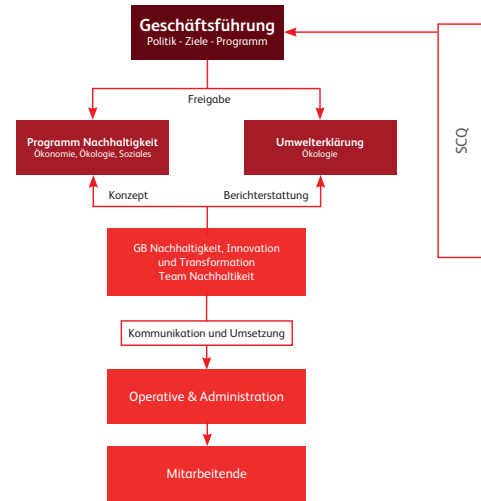 Geschäftsführung
Politik - Ziele - Programm
Freigabe
Programm Nachhaltigkeit
Ökonomie, Ökologie, Soziales
Umwelterklärung
Ökologie
SCQ
Konzept
Berichterstattung
GB Nachhaltigkeit, Innovation
und Transformation
Team Nachhaltikeit
Kommunikation und Umsetzung
Operative & Administration
Mitarbeitende